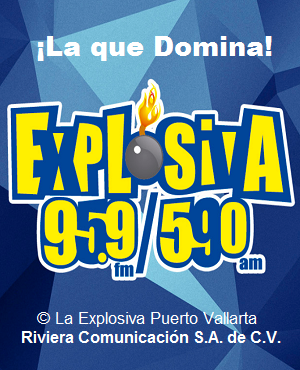 ¡La que Domina!
EXPLOSIVA
95.9 fm / 590 am
© La Explosiva Puerto Vallarta
Riviera Comunicación S.A. de C.V.